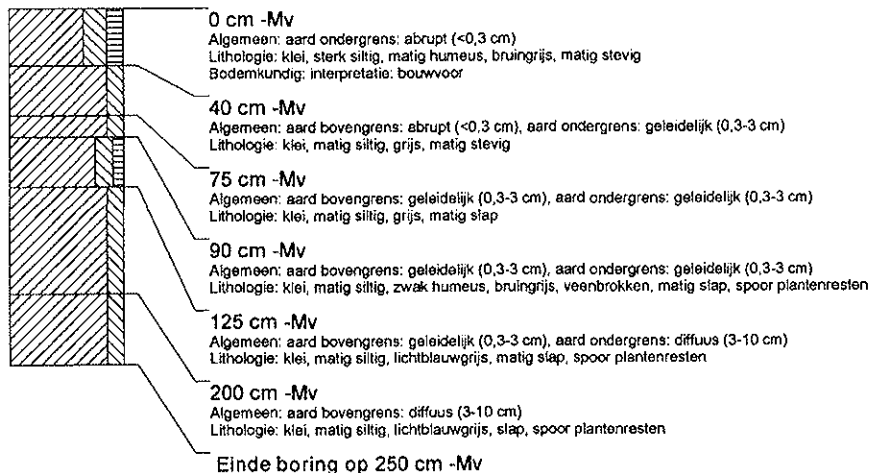 0 cm -Mv
Algemeen: aard ondergrens: abrupt (<0,3 cm)
Lithologie: klei, sterk siltig, matig humeus, bruingrijs, matig stevig
Bodemkundig: interpretatie: bouwvoor
40 cm -Mv
Algemeen: aard bovengrens: abrupt (<0,3 cm), aard ondergrens: geleidelijk (0,3-3 cm)
Lithologie: klei, matig siltig, grijs, matig stevig
75 cm -Mv
Algemeen: aard bovengrens: geleidelijk (0,3-3 cm), aard ondergrens: geleidelijk (0,3-3 cm)
Lithologie: klei, matig siltig, grijs, matig slap
90 cm -Mv
Algemeen: aard bovengrens: geleidelijk (0,3-3 cm), aard ondergrens: geleidelijk (0,3-3 cm)
Lithologie: klei, matig siltig, zwak humeus, bruingrijs, veenbrokken, matig slap, spoor plantenresten
125 cm -Mv
Algemeen: aard bovengrens: geleidelijk (0,3-3 cm), aard ondergrens: diffuus (3-10 cm)
Lithologie: klei, matig siltig, lichtblauwgrijs, matig slap, spoor plantenresten
200 cm -Mv
Algemeen: aard bovengrens: diffuus (3-10 cm)
Lithologie: klei, matig siltig, lichtblauwgrijs, slap, spoor plantenresten
Einde boring op 250 cm -Mv